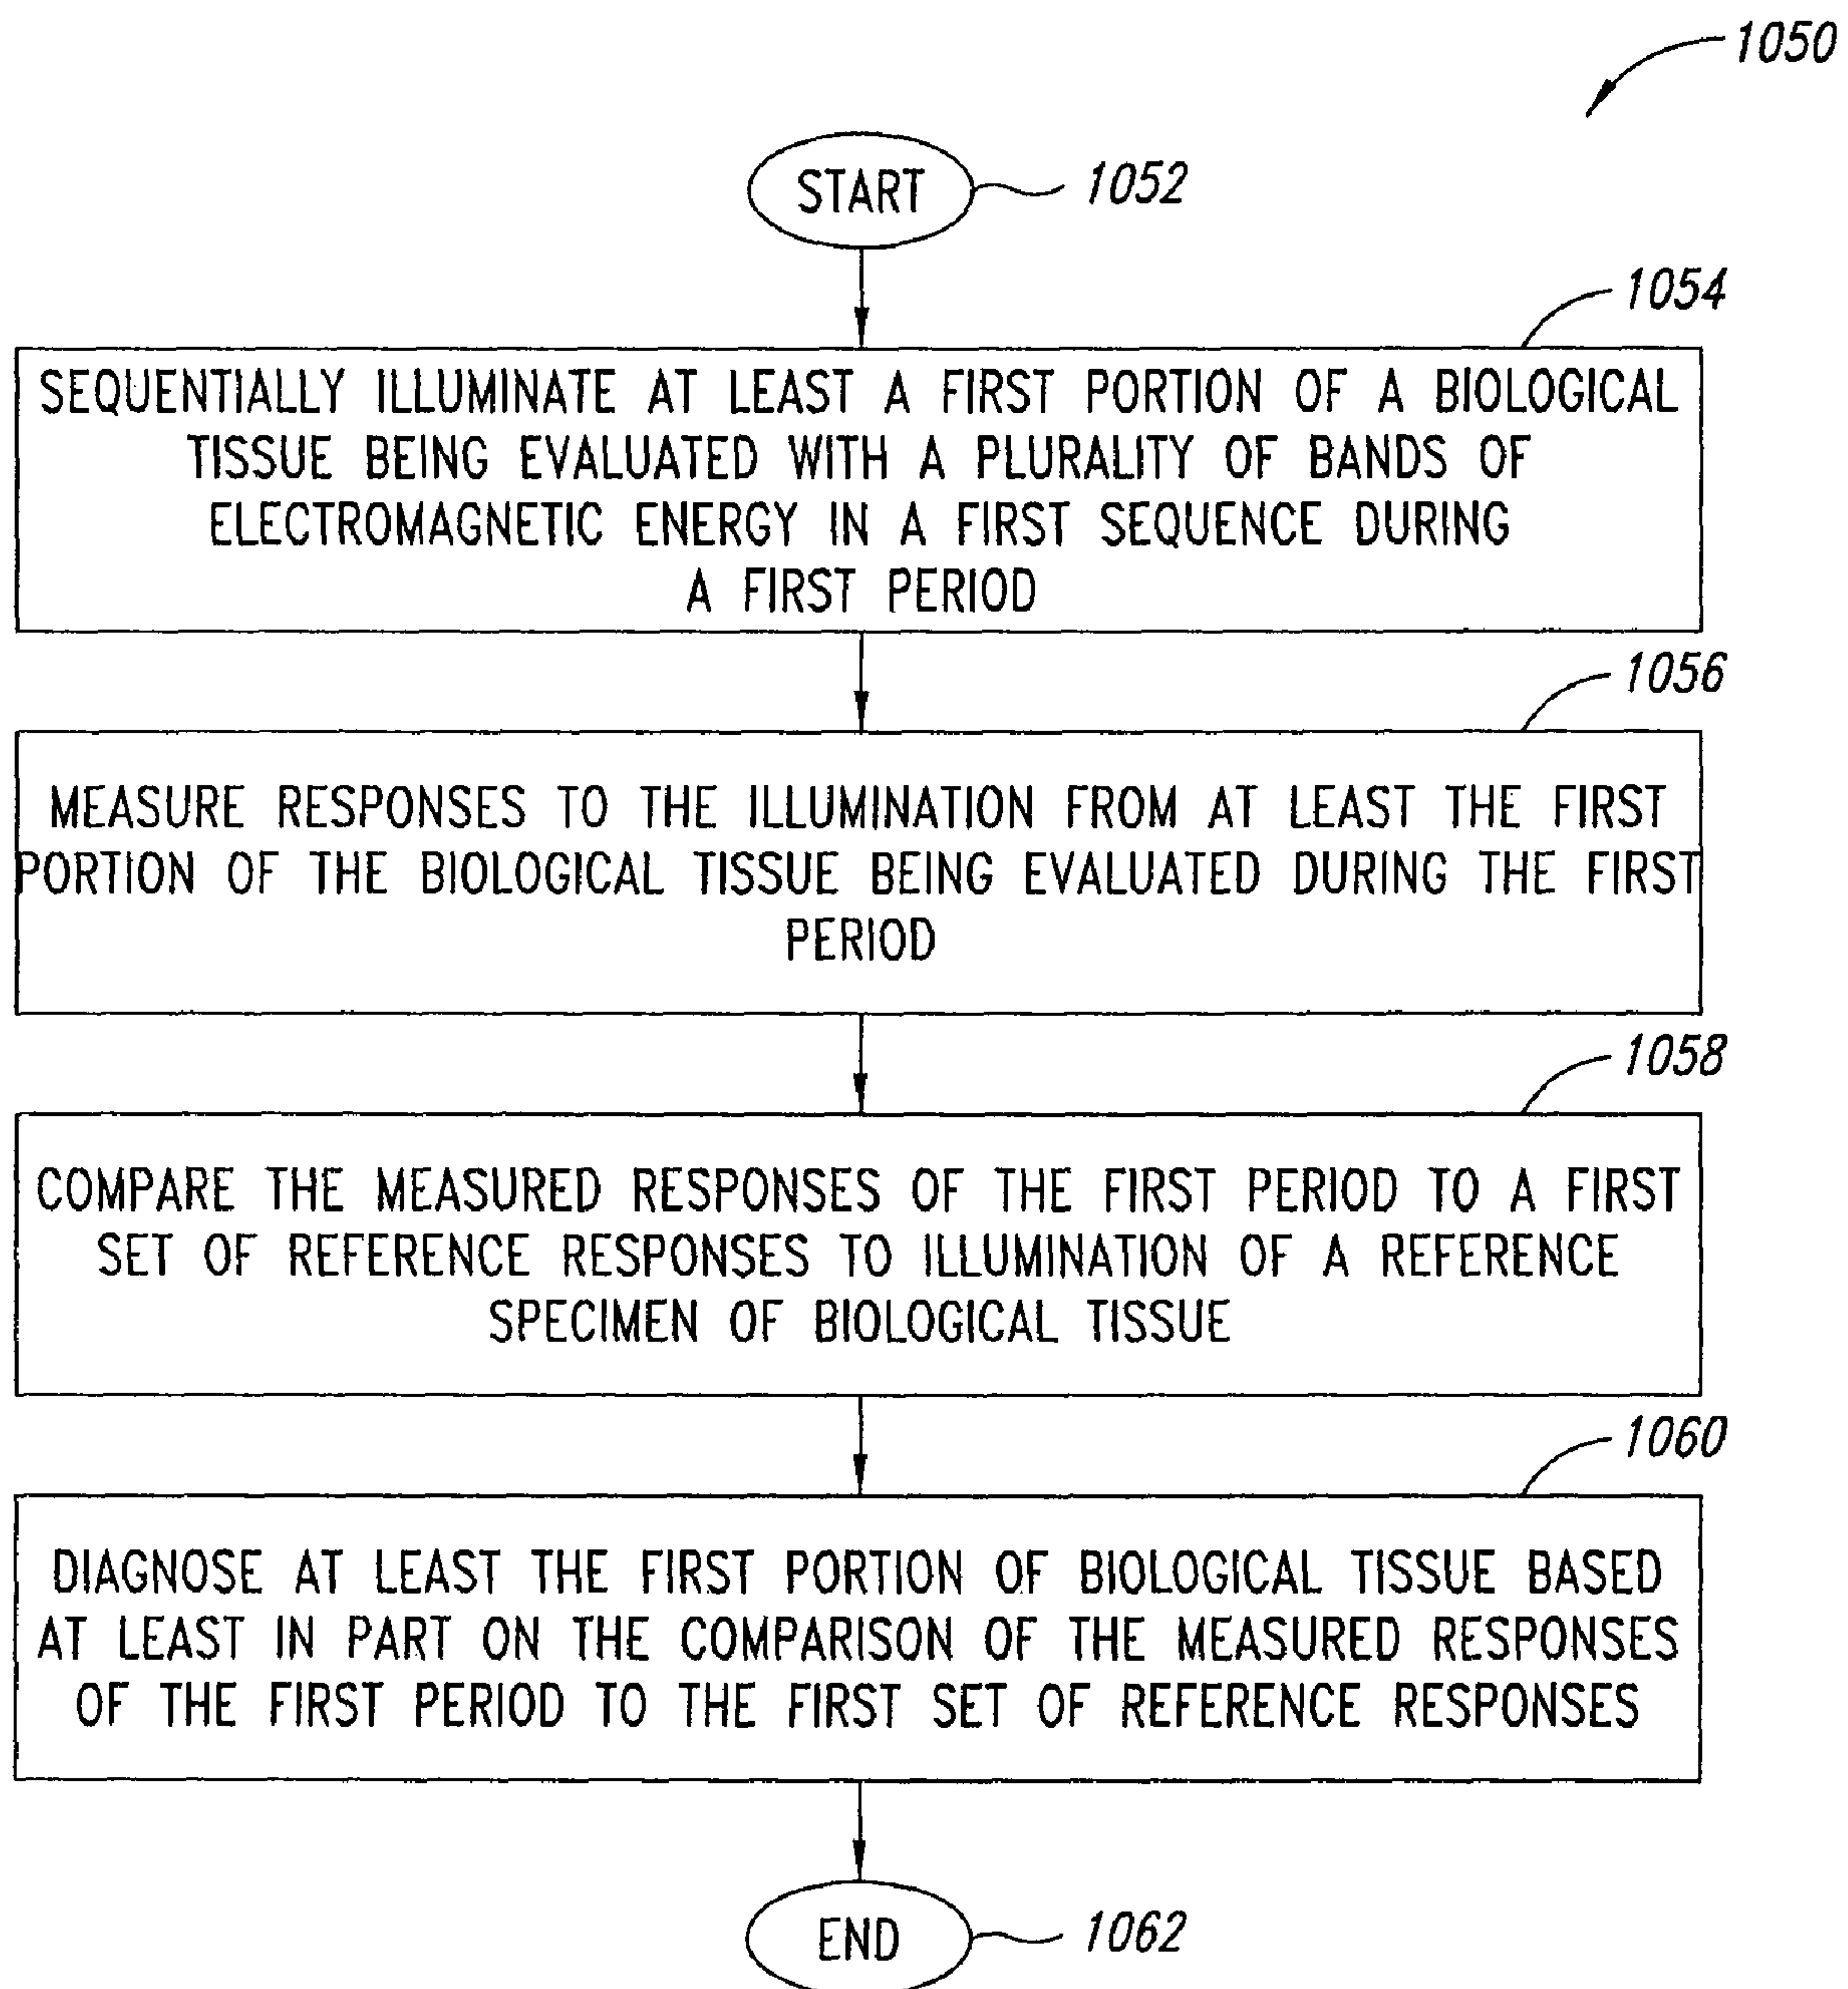 1050
START
1052
1054
SEQUENTIALLY ILLUMINATE AT LEAST A FIRST PORTION OF A BIOLOGICAL
TISSUE BEING EVALUATED WITH A PLURALITY OF BANDS OF
ELECTROMAGNETIC ENERGY IN A FIRST SEQUENCE DURING
A FIRST PERIOD
1056
MEASURE RESPONSES TO THE ILLUMINATION FROM AT LEAST THE FIRST
PORTION OF THE BIOLOGICAL TISSUE BEING EVALUATED DURING THE FIRST
PERIOD
1058
COMPARE THE MEASURED RESPONSES OF THE FIRST PERIOD TO A FIRST
SET OF REFERENCE RESPONSES TO ILLUMINATION OF A REFERENCE
SPECIMEN OF BIOLOGICAL TISSUE
1060
DIAGNOSE AT LEAST THE FIRST PORTION OF BIOLOGICAL TISSUE BASED
AT LEAST IN PART ON THE COMPARISON OF THE MEASURED RESPONSES
OF THE FIRST PERIOD TO THE FIRST SET OF REFERENCE RESPONSES
END
1062